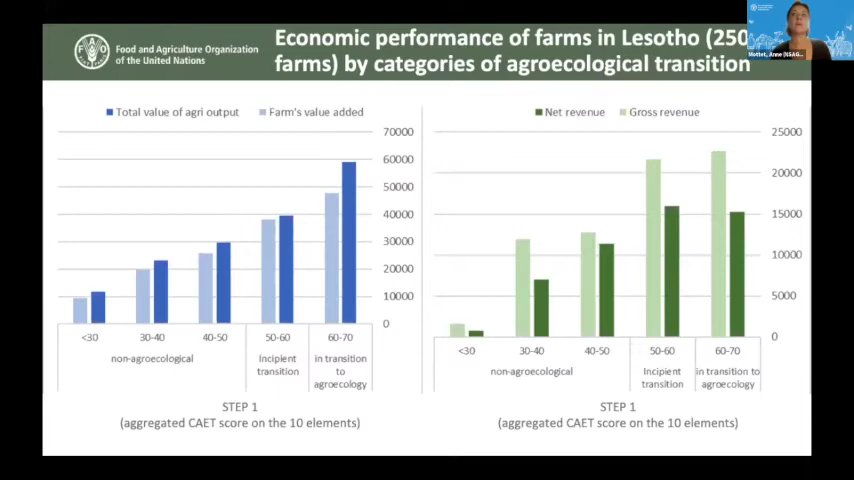 Economic performance of farms in Lesotho (250
farms) by categories of agroecological transition
FAO
Food and Agriculture Organization
of the United Nations
Mottet, Anne (NSAG...
Total value of agri output
Farm's value added
70000
60000
50000
40000
30000
20000
10000
0
<30
30-40
40-50
50-60
60-70
non-agroecological
Incipient
transition
in transition
to
agroecology
STEP 1
(aggregated CAET score on the 10 elements)
Net revenue
Gross revenue
25000
20000
15000
10000
5000
0
<30
30-40
40-50
50-60
60-70
non-agroecological
Incipient
transition
in transition to
agroecology
STEP 1
(aggregated CAET score on the 10 elements)